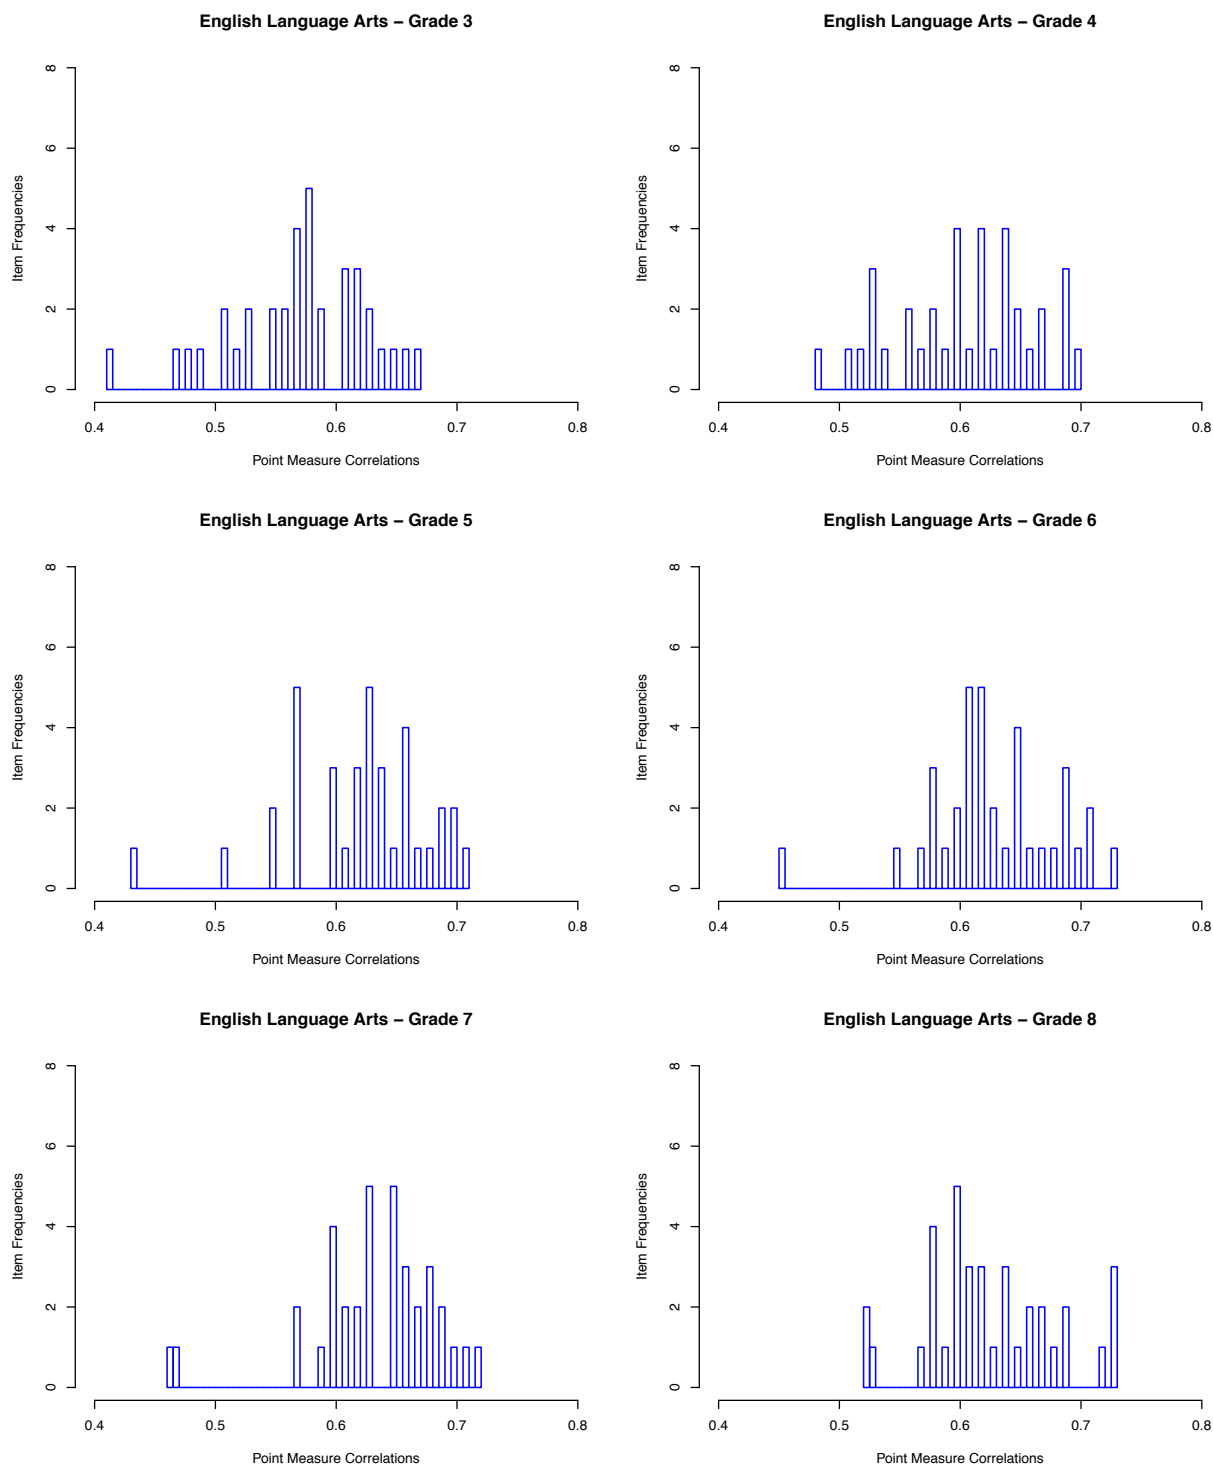 English Language Arts – Grade 3
8
6
4
2
0
Item Frequencies
0.4 0.5 0.6 0.7 0.8
Point Measure Correlations
English Language Arts – Grade 4
8
6
4
2
0
Item Frequencies
0.4 0.5 0.6 0.7 0.8
Point Measure Correlations
English Language Arts – Grade 5
8
6
4
2
0
Item Frequencies
0.4 0.5 0.6 0.7 0.8
Point Measure Correlations
English Language Arts – Grade 6
8
6
4
2
0
Item Frequencies
0.4 0.5 0.6 0.7 0.8
Point Measure Correlations
English Language Arts – Grade 7
8
6
4
2
0
Item Frequencies
0.4 0.5 0.6 0.7 0.8
Point Measure Correlations
English Language Arts – Grade 8
8
6
4
2
0
Item Frequencies
0.4 0.5 0.6 0.7 0.8
Point Measure Correlations